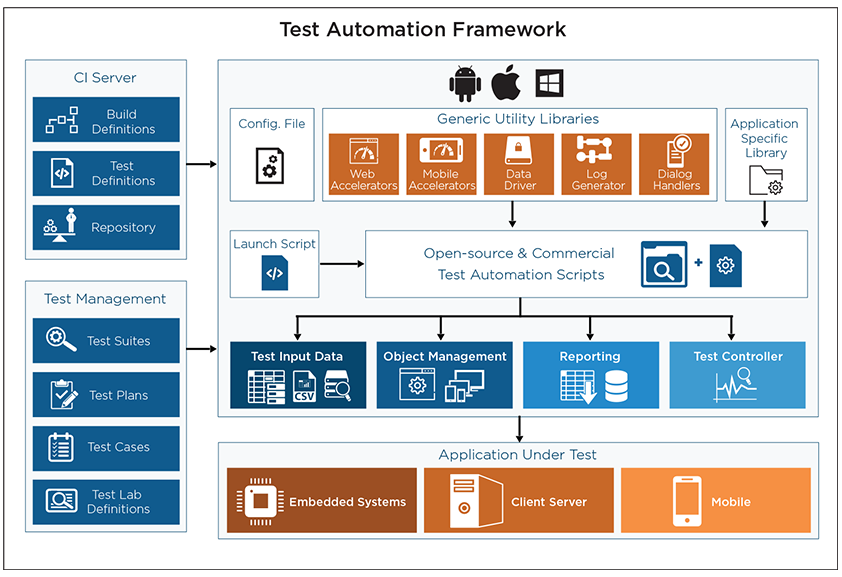 Test Automation Framework
CI Server
Build
Definitions
Test
Definitions
Repository
Test Management
Test Suites
Test Plans
Test Cases
Test Lab
Definitions
Config. File
Generic Utility Libraries
Web
Accelerators
Mobile
Accelerators
Data
Driver
Log
Generator
Dialog
Handlers
Application
Specific
Library
Launch Script
</>
Open-source & Commercial
Test Automation Scripts
+
Test Input Data
CSV
Object Management
Reporting
Test Controller
Application Under Test
Embedded Systems
Client Server
Mobile